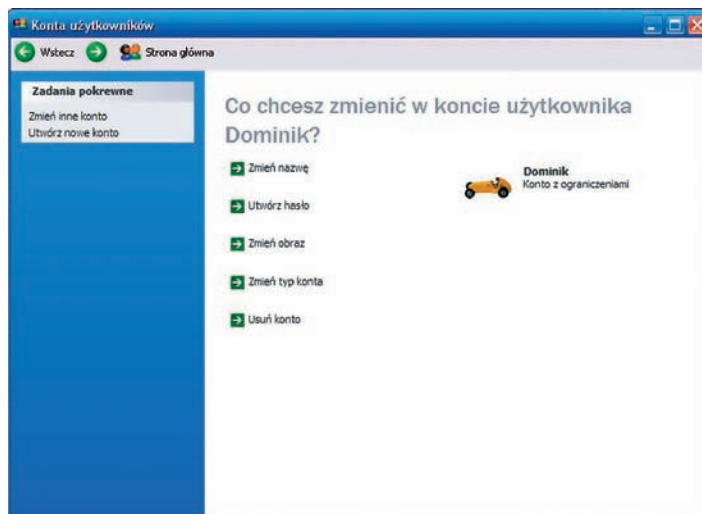 Konta użytkowników
Wstecz Strona główna
Zadania pokrewne
Zmień inne konto
Utwórz nowe konto
Co chcesz zmienić w koncie użytkownika
Dominik?
Zmień nazwę
Utwórz hasło
Zmień obraz
Zmień typ konta
Usuń konto
Dominik
Konto z ograniczeniami